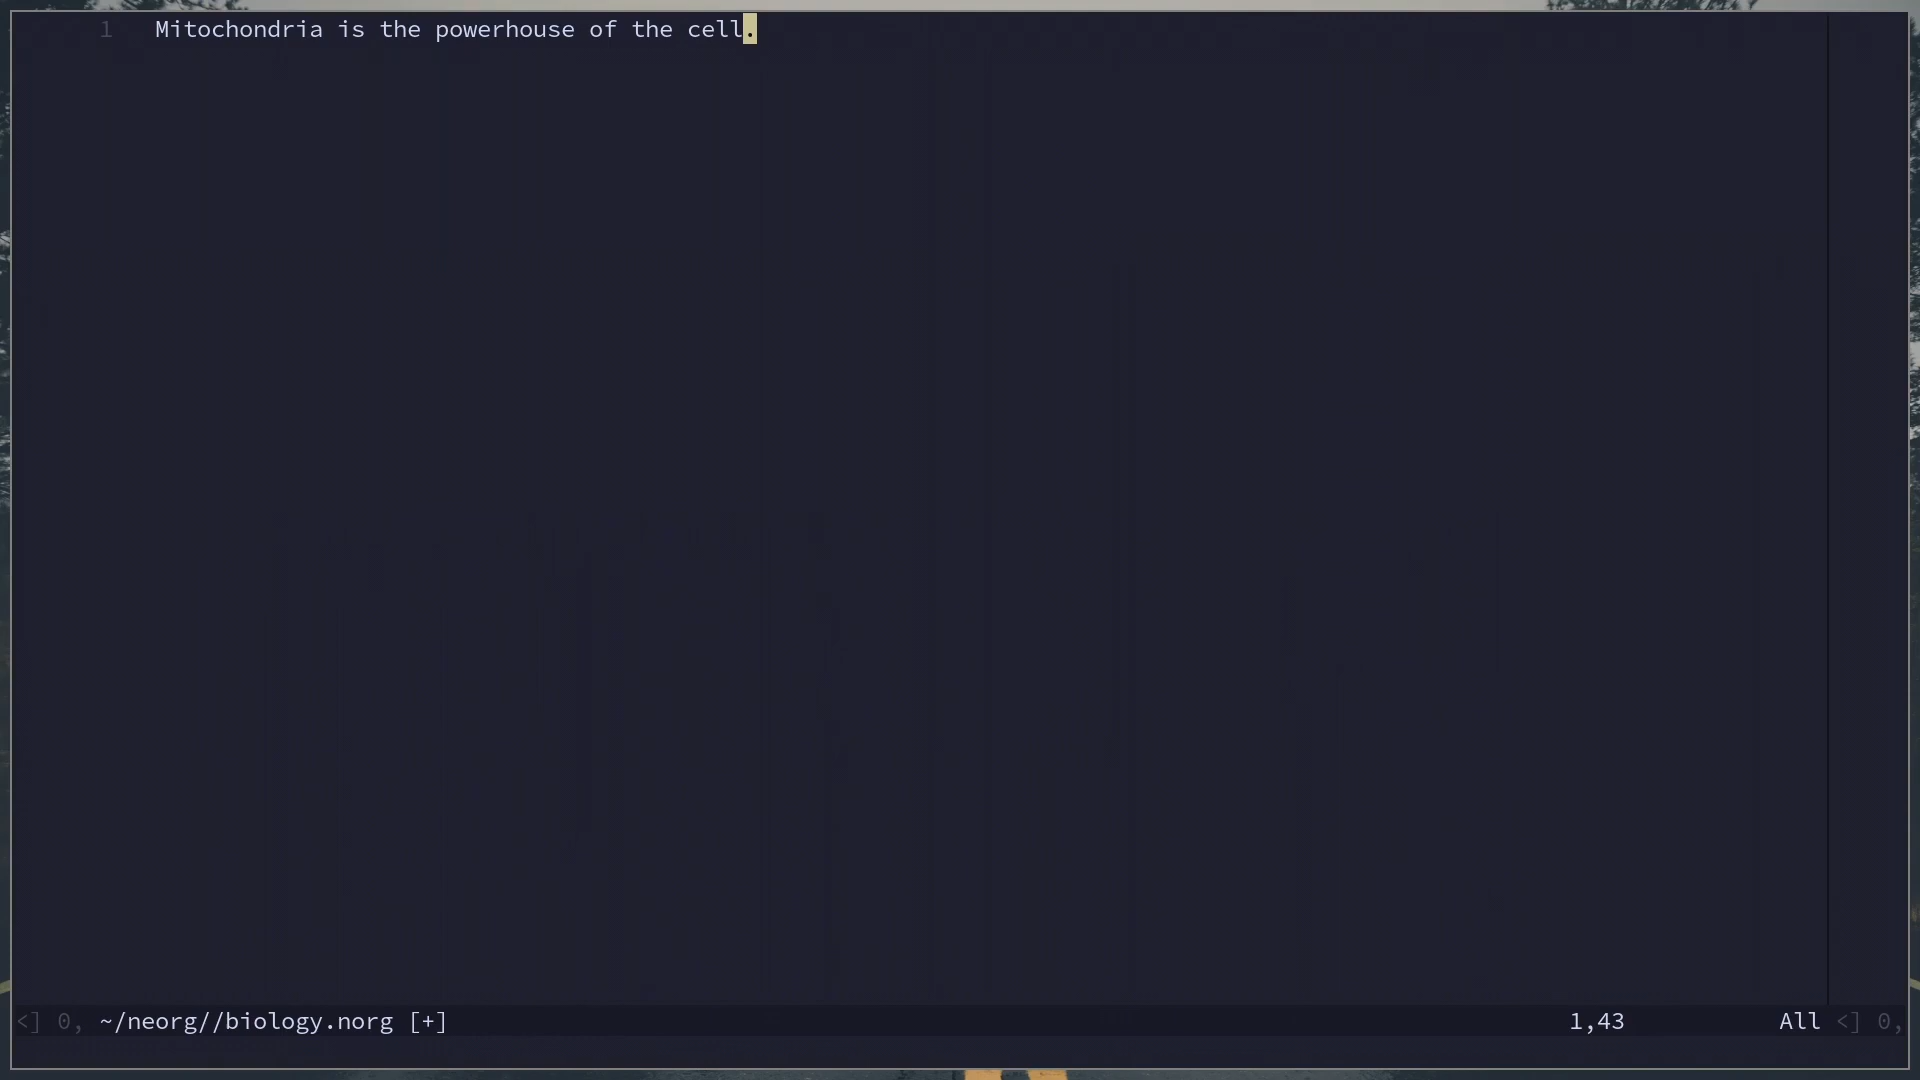 1 Mitochondria is the powerhouse of the cell.
<] 0, ~/neorg//biology.norg [+] 1,43 All <] 0,